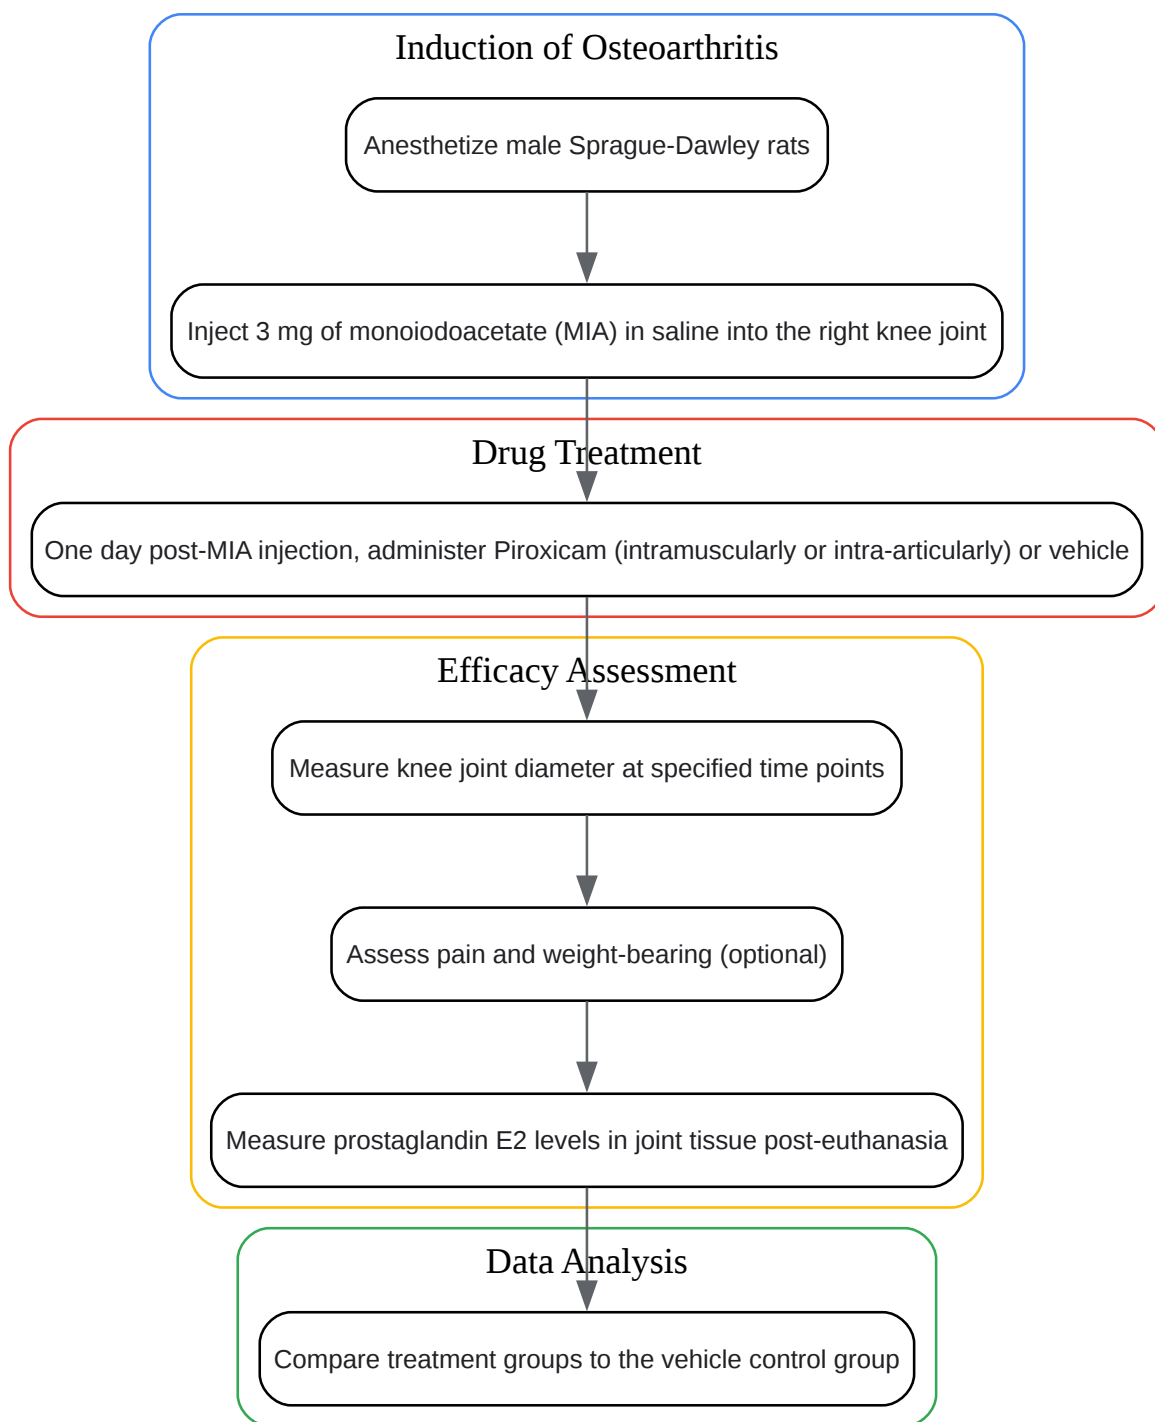 Induction of Osteoarthritis
Anesthetize male Sprague-Dawley rats
Inject 3 mg of monoiodoacetate (MIA) in saline into the right knee joint
Drug Treatment
One day post-MIA injection, administer Piroxicam (intramuscularly or intra-articularly) or vehicle
Efficacy Assessment
Measure knee joint diameter at specified time points
Assess pain and weight-bearing (optional)
Measure prostaglandin E2 levels in joint tissue post-euthanasia
Data Analysis
Compare treatment groups to the vehicle control group